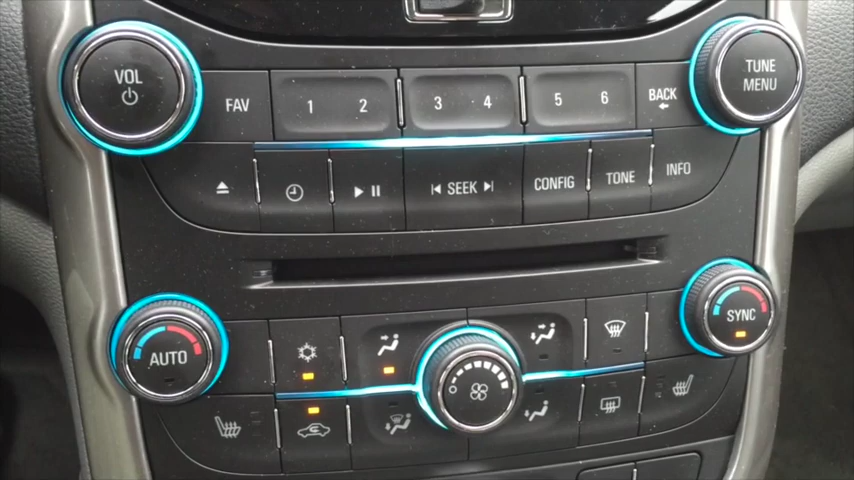 VOL
FAV
1 2
3 4
5 6
BACK
TUNE
MENU
SEEK
CONFIG
TONE
INFO
AUTO
SYNC